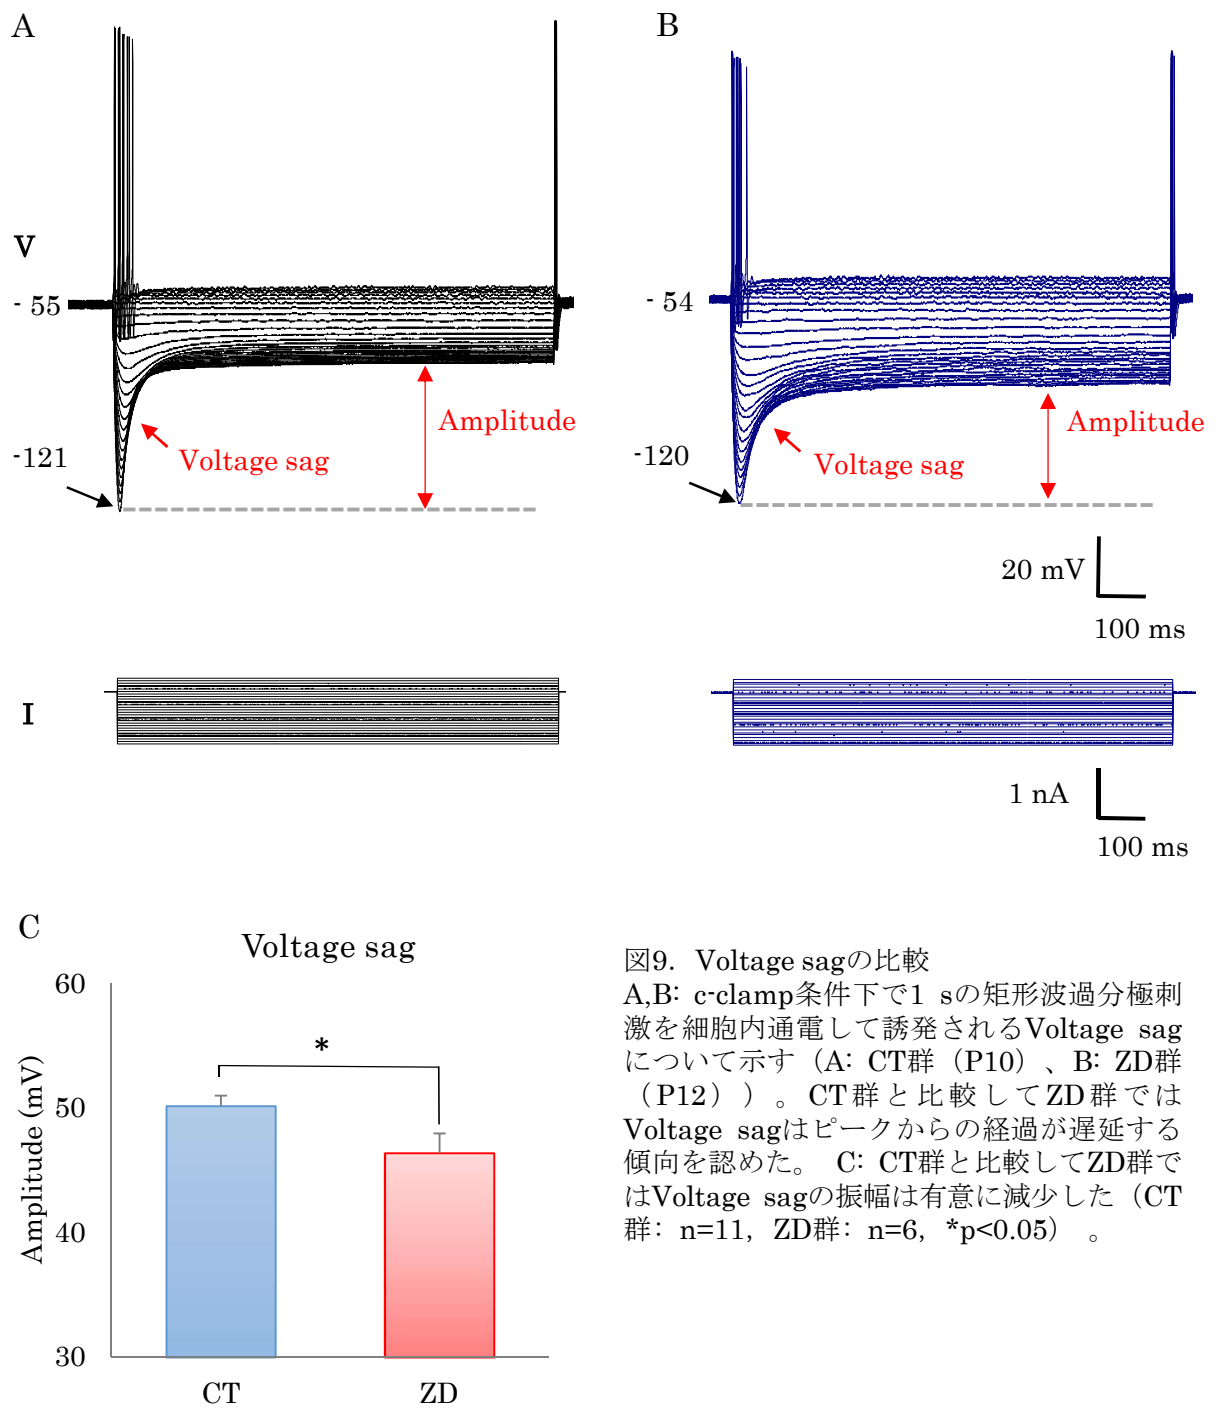 A
B
V
- 55
- 54
Amplitude
Amplitude
Voltage sag
Voltage sag
-121
-120
20 mV
100 ms
I
1 nA
100 ms
C
Voltage sag
60
50
40
30
Amplitude (mV)
*
CT
ZD
図9. Voltage sagの比較
A,B: c-clamp条件下で1 sの矩形波過分極刺
激を細胞内通電して誘発されるVoltage sag
について示す（A: CT群（P10）、B: ZD群
（P12））。CT群と比較してZD群では
Voltage sagはピークからの経過が遅延する
傾向を認めた。 C: CT群と比較してZD群で
はVoltage sagの振幅は有意に減少した（CT
群: n=11, ZD群: n=6, *p<0.05） 。